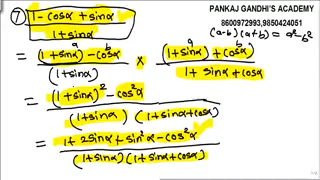 PANKAJ GANDHI'S ACADEMY
8600972993,9850424051
⑦ 1 - cosα + sinα / 1 + sinα
(a-b)(a+b) = a²-b²
= (1+sinα) - cosα / (1+sinα) × (1+sinα) + cosα / 1 + sinα + cosα
a b a b
= (1+sinα)² - cos²α / (1+sinα) (1+sinα+cosα)
= 1 + 2sinα + sin²α - cos²α / (1+sinα) (1+sinα+cosα)